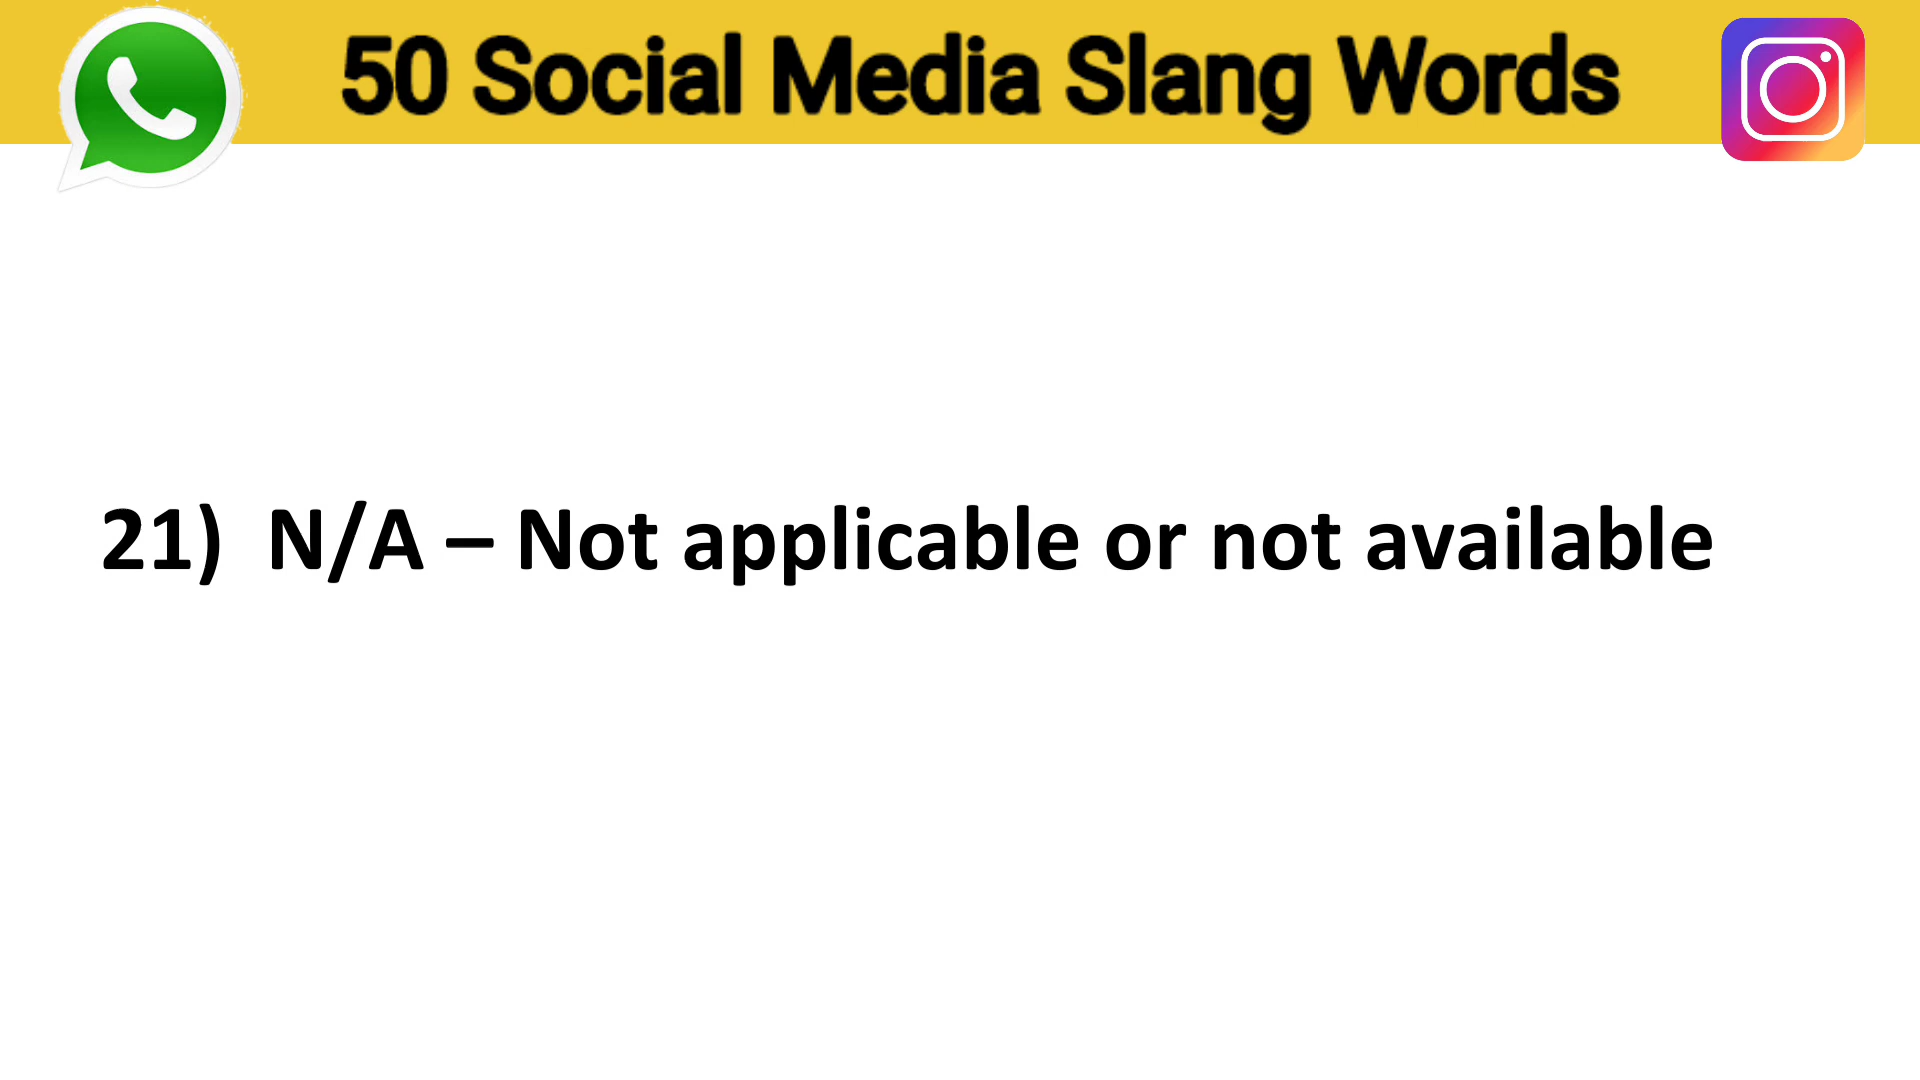 50 Social Media Slang Words
21) N/A – Not applicable or not available